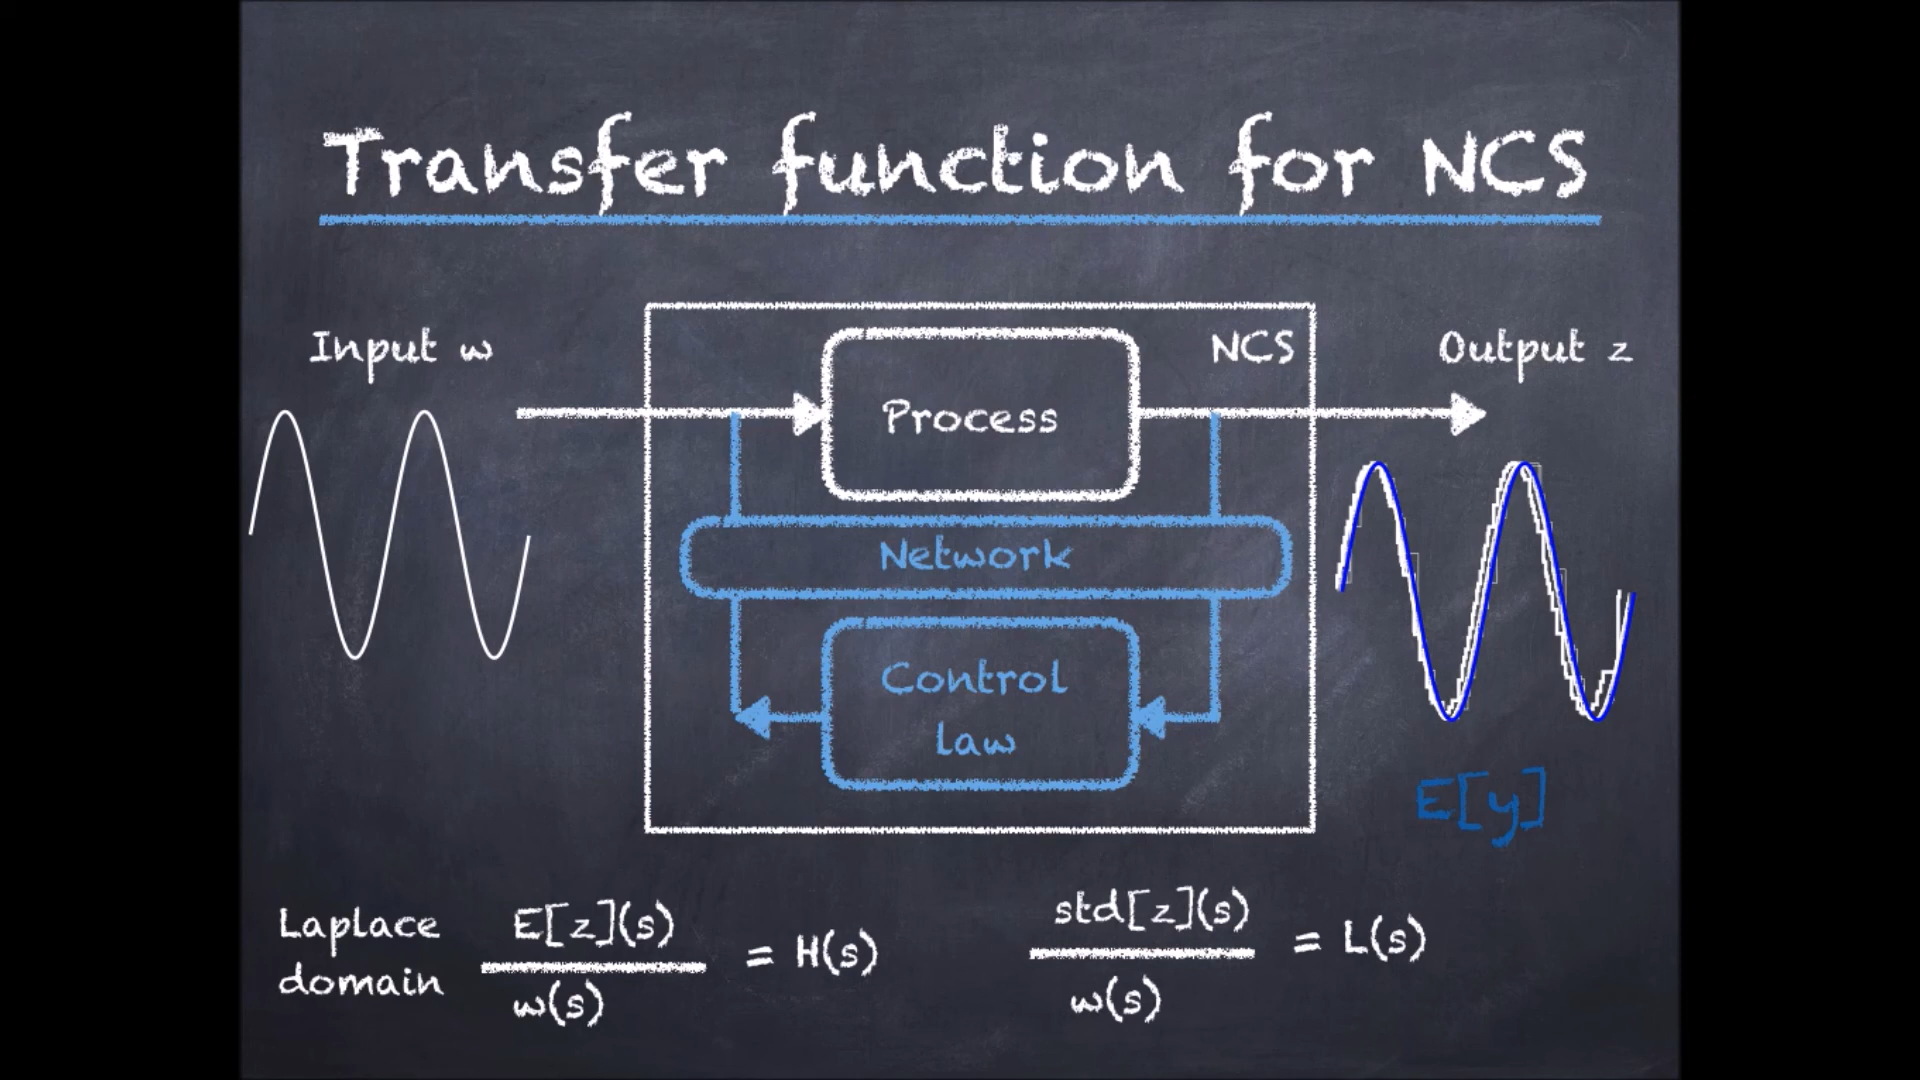 Transfer function for NCS
Input w
NCS
Output z
Process
Network
Control
law
E[y]
Laplace
domain
E[z](s)
w(s)
= H(s)
std[z](s)
w(s)
= L(s)